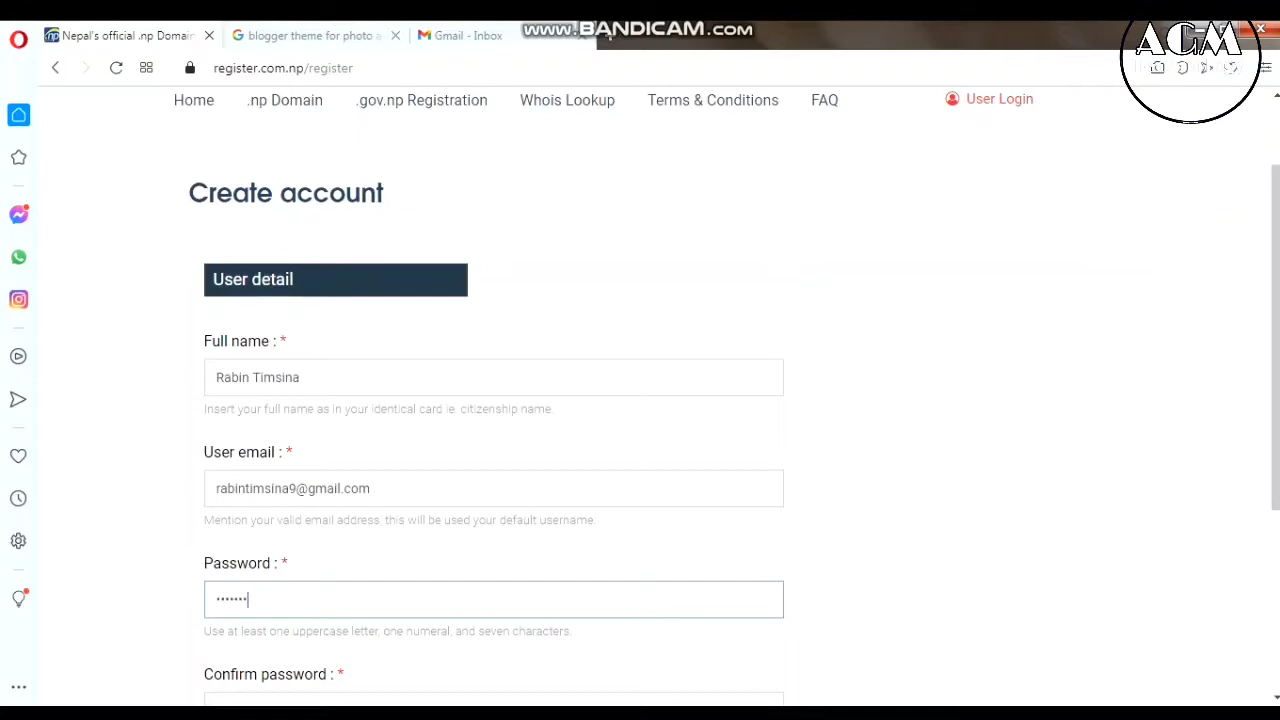 www.BANDICAM.com
AGM
Nepal's official .np Domain
blogger theme for photo a
Gmail - Inbox
register.com.np/register
Home
.np Domain
.gov.np Registration
Whois Lookup
Terms & Conditions
FAQ
User Login
Create account
User detail
Full name : *
Rabin Timsina
Insert your full name as in your identical card ie. citizenship name.
User email : *
rabintimsina9@gmail.com
Mention your valid email address. this will be used your default username.
Password : *
•••••••
Use at least one uppercase letter, one numeral, and seven characters.
Confirm password : *